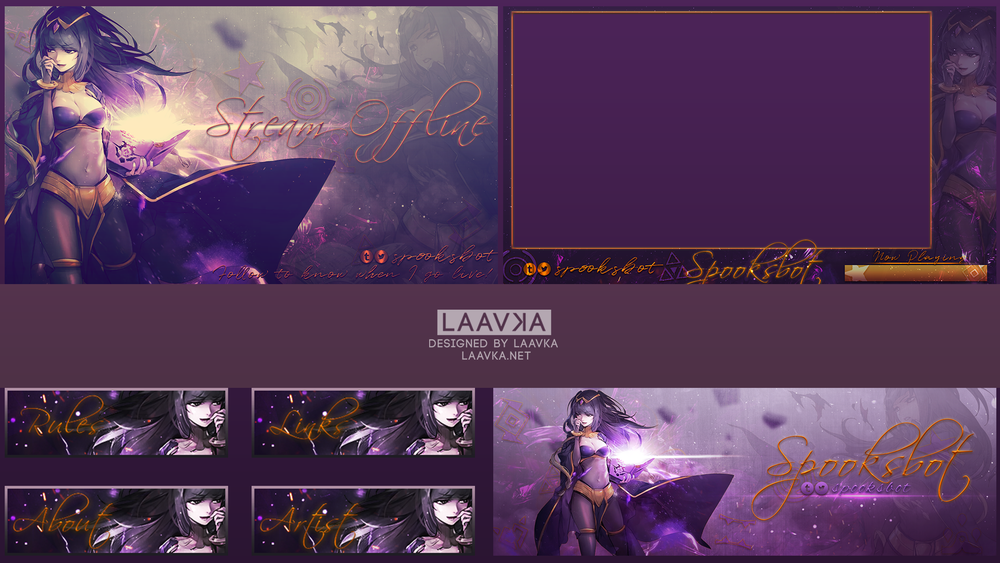 Stream Offline
spooksbot
Follow to know when I go live!
spooksbot
Spooksbot
Now Playing
LAAVKA
DESIGNED BY LAAVKA
LAAVKA.NET
Rules
Links
About
Artist
Spooksbot
spooksbot